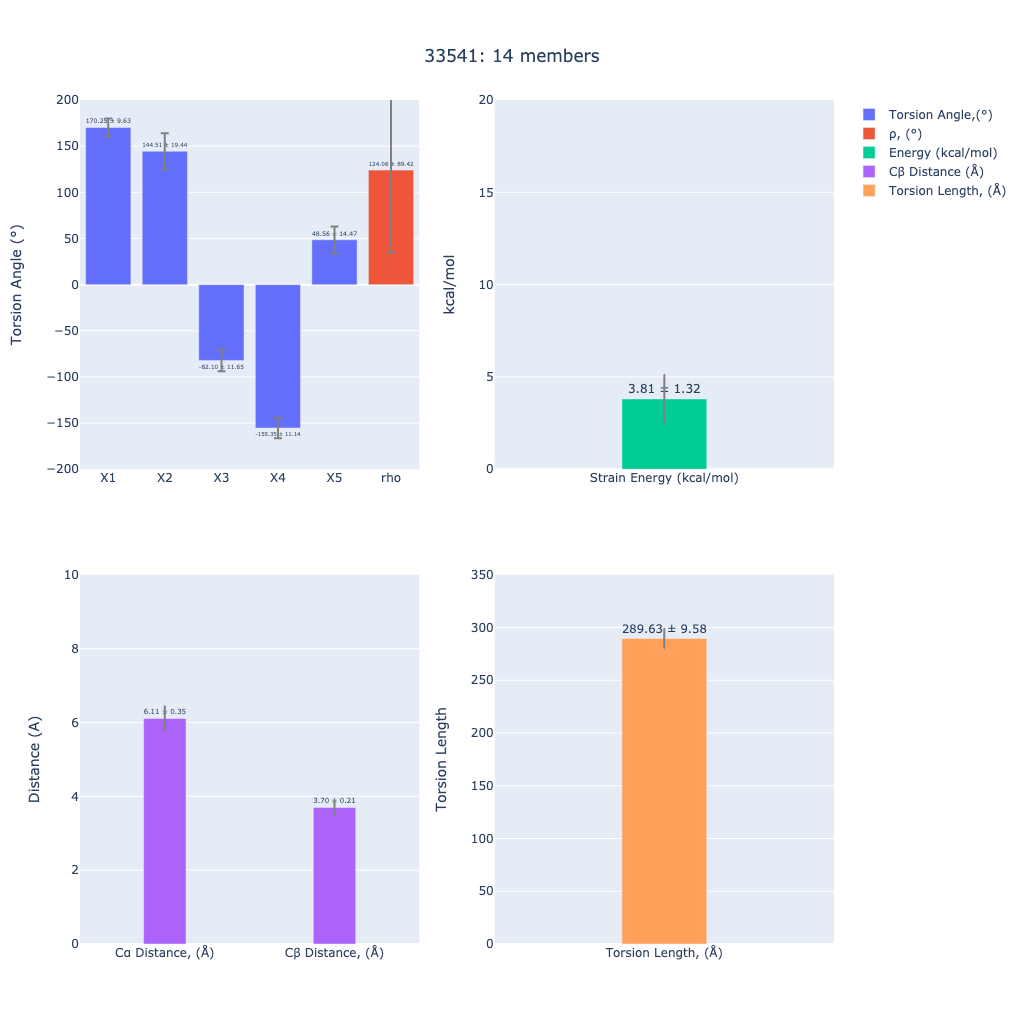 33541: 14 members
200
150
100
50
0
−50
−100
−150
−200
Torsion Angle (°)
170.25 ± 9.63
144.51 ± 19.44
-82.10 ± 11.65
-155.35 ± 11.14
48.56 ± 14.47
124.06 ± 89.42
X1 X2 X3 X4 X5 rho
20
15
10
5
0
kcal/mol
3.81 ± 1.32
Strain Energy (kcal/mol)
Torsion Angle,(°)
ρ, (°)
Energy (kcal/mol)
Cβ Distance (Å)
Torsion Length, (Å)
10
8
6
4
2
0
Distance (A)
6.11 ± 0.35
3.70 ± 0.21
Cα Distance, (Å) Cβ Distance, (Å)
350
300
250
200
150
100
50
0
Torsion Length
289.63 ± 9.58
Torsion Length, (Å)